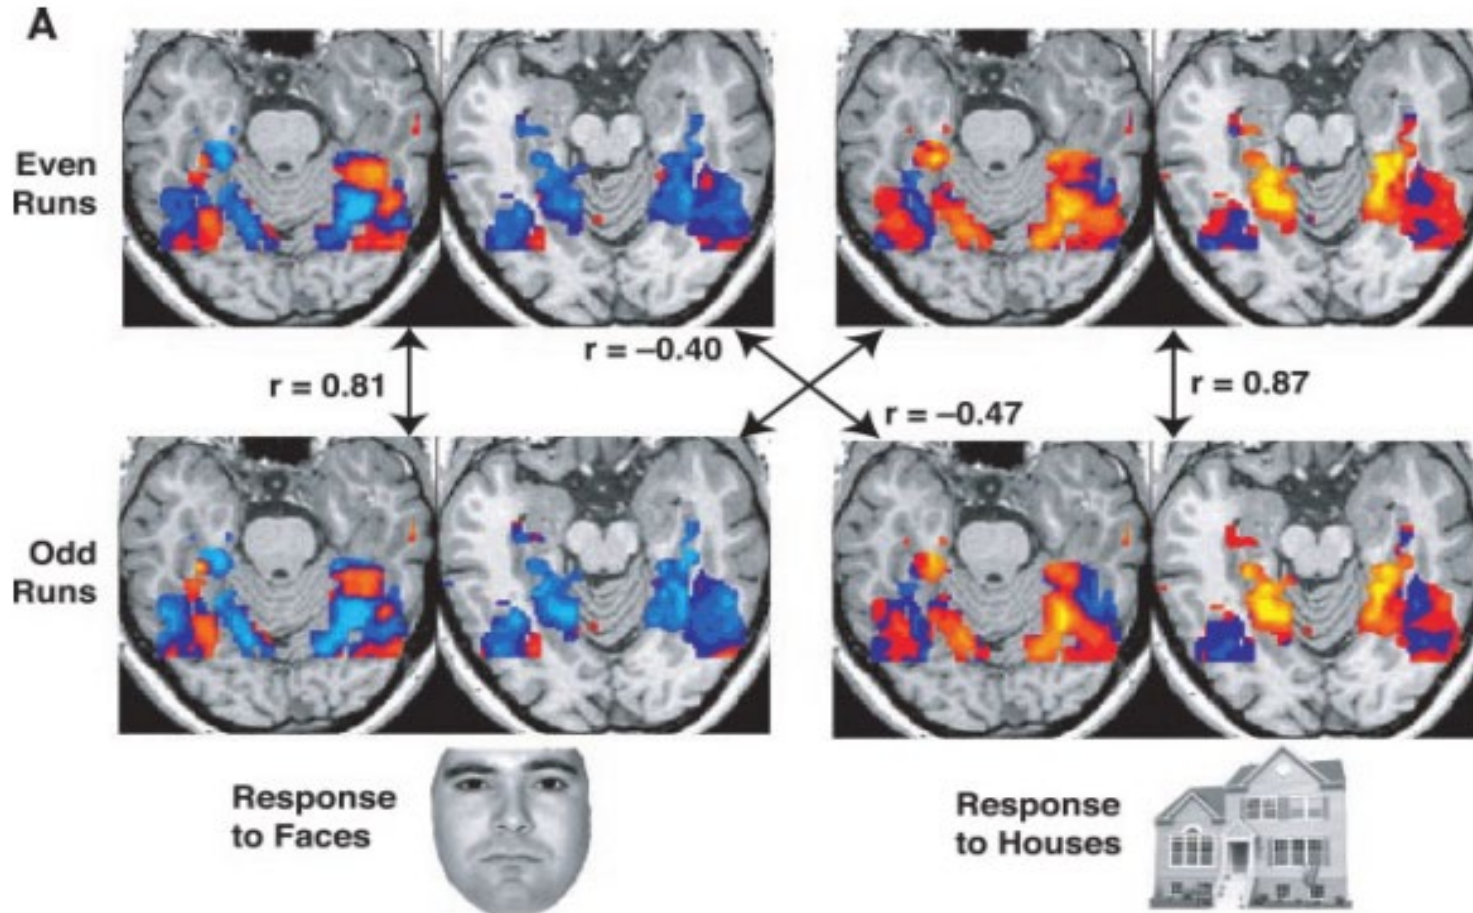 A
Even
Runs
r = –0.40
r = 0.81
r = 0.87
r = –0.47
Odd
Runs
Response
to Faces
Response
to Houses